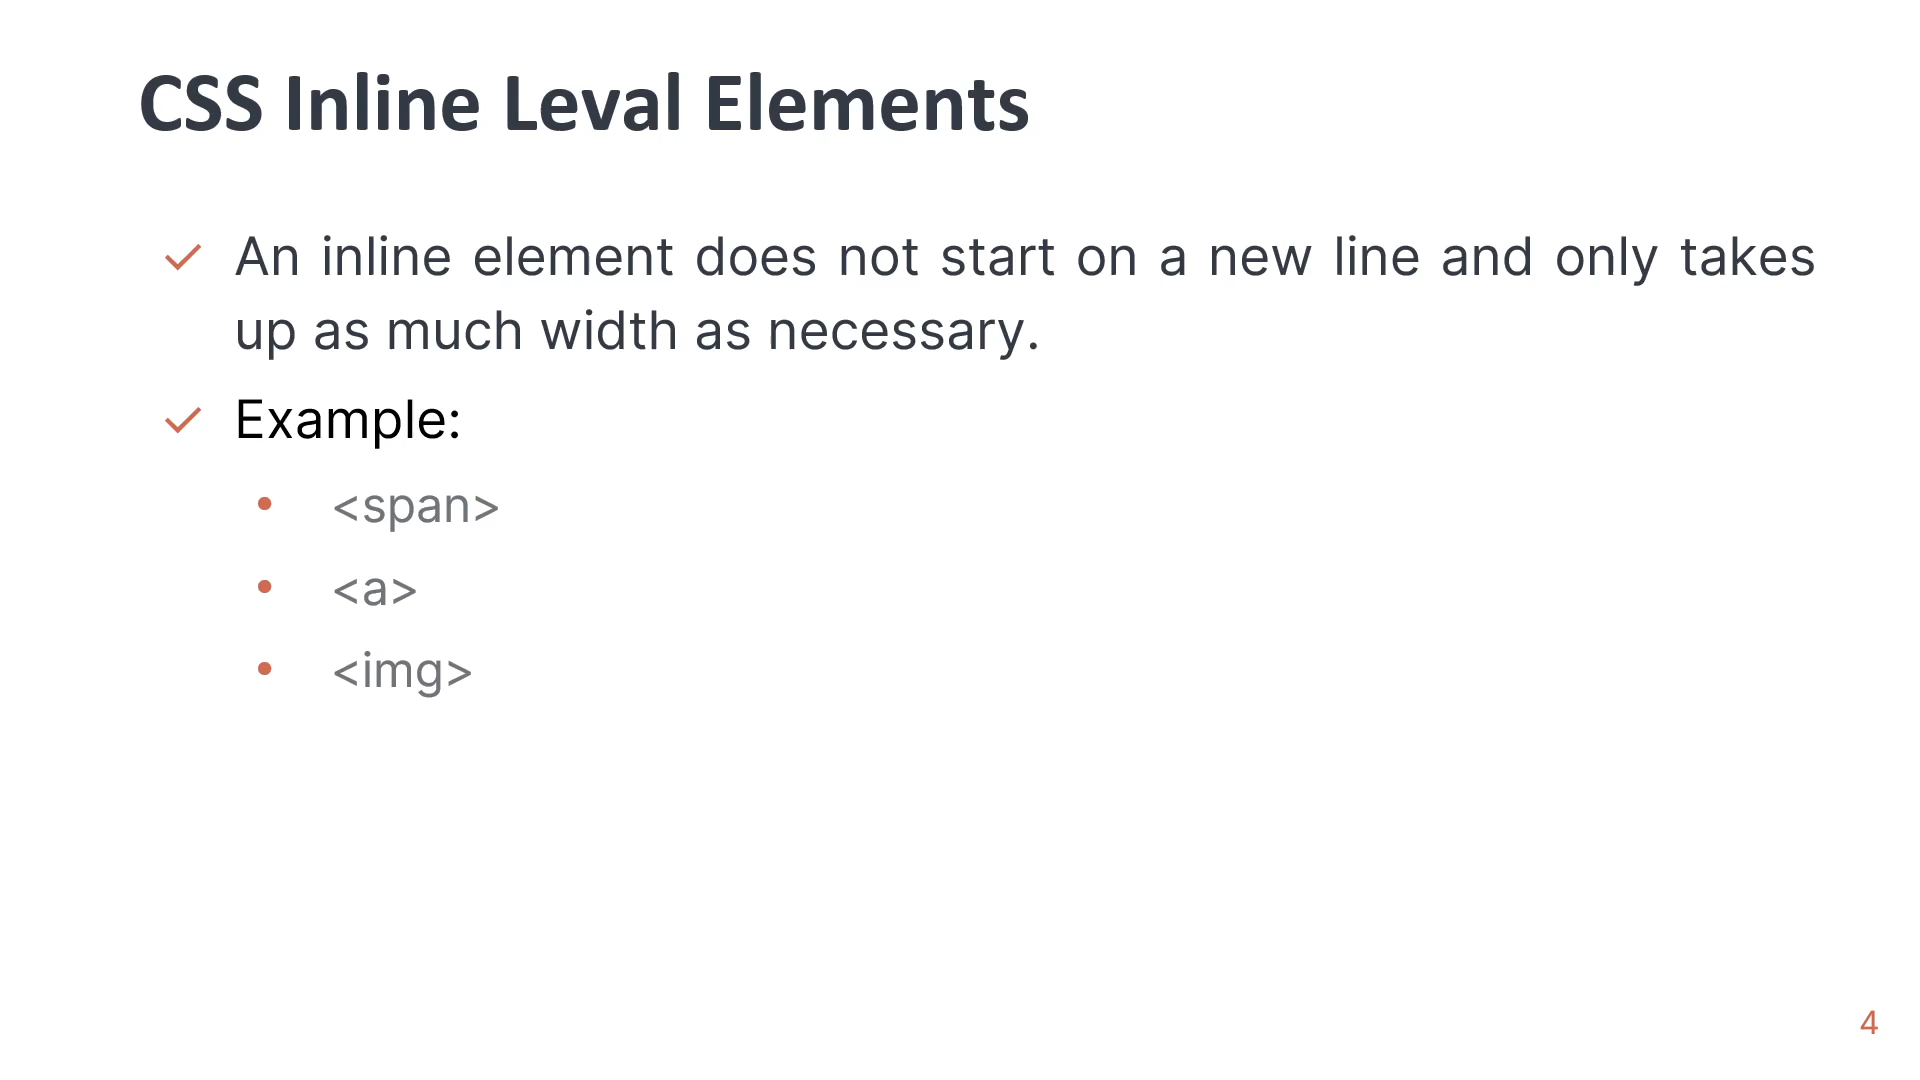 CSS Inline Leval Elements
An inline element does not start on a new line and only takes
up as much width as necessary.
Example:
<span>
<a>
<img>
4